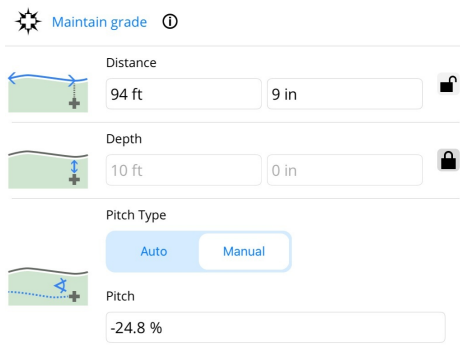 Maintain grade
Distance
94 ft 9 in
Depth
10 ft 0 in
Pitch Type
Auto Manual
Pitch
-24.8 %